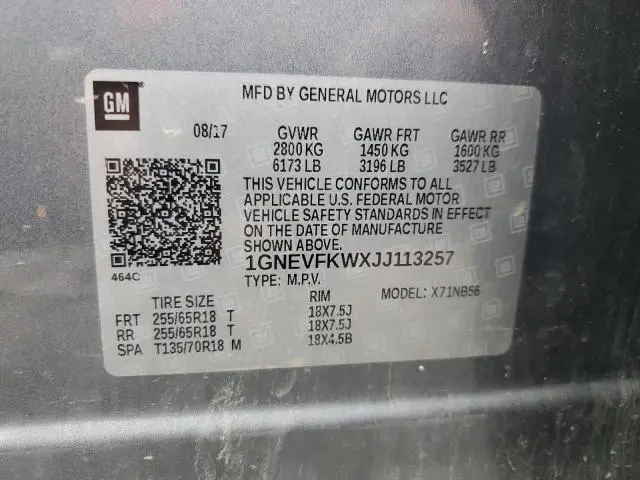 GM
MFD BY GENERAL MOTORS LLC
08/17 GVWR GAWR FRT GAWR RR
2800 KG 1450 KG 1600 KG
6173 LB 3196 LB 3527 LB
THIS VEHICLE CONFORMS TO ALL
APPLICABLE U.S. FEDERAL MOTOR
VEHICLE SAFETY STANDARDS IN EFFECT
ON THE DATE OF MANUFACTURE
SHOWN ABOVE.
1GNEVFKWXJJ113257
464C
TYPE: M.P.V. MODEL: X71NB56
TIRE SIZE RIM
FRT 255/65R18 T 18X7.5J
RR 255/65R18 T 18X7.5J
SPA T135/70R18 M 18X4.5B